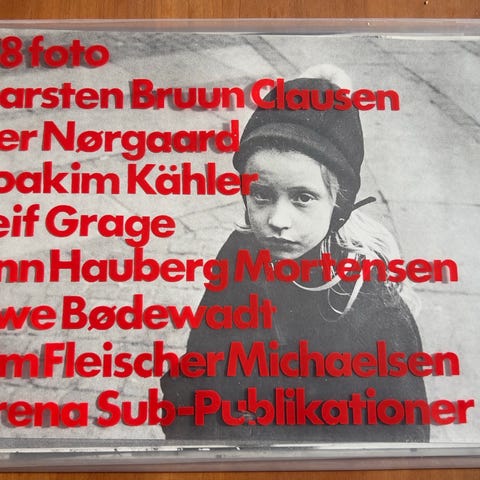 8 foto
arsten Bruun Clausen
er Nørgaard
oakim Kähler
eif Grage
nn Hauberg Mortensen
we Bødewadt
m Fleischer Michaelsen
rena Sub-Publikationer